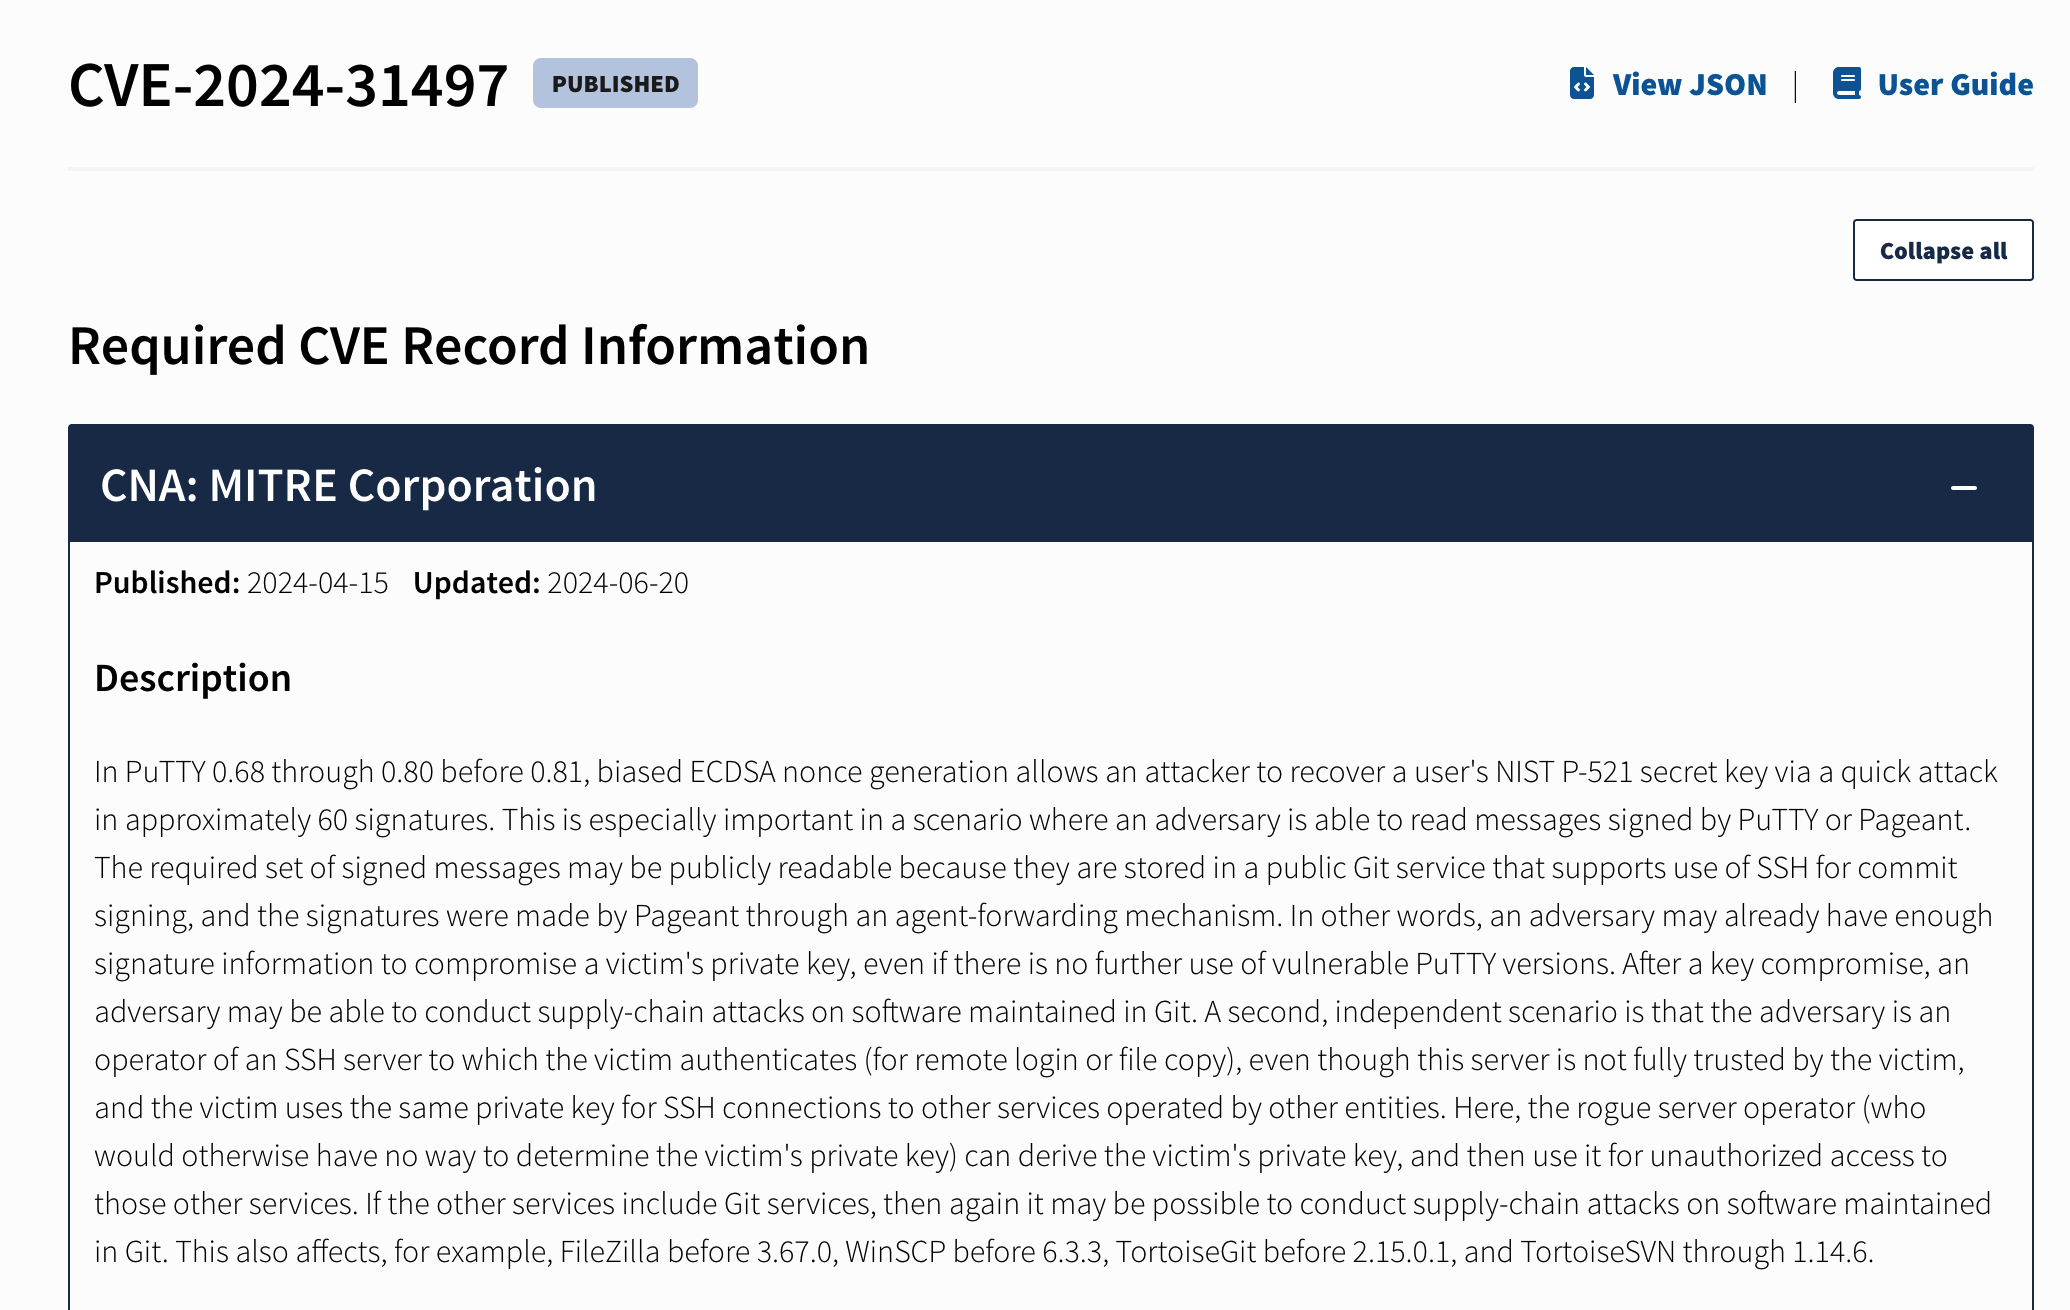 CVE-2024-31497 PUBLISHED View JSON | User Guide
Collapse all
Required CVE Record Information
CNA: MITRE Corporation
Published: 2024-04-15 Updated: 2024-06-20
Description
In PuTTY 0.68 through 0.80 before 0.81, biased ECDSA nonce generation allows an attacker to recover a user's NIST P-521 secret key via a quick attack
in approximately 60 signatures. This is especially important in a scenario where an adversary is able to read messages signed by PuTTY or Pageant.
The required set of signed messages may be publicly readable because they are stored in a public Git service that supports use of SSH for commit
signing, and the signatures were made by Pageant through an agent-forwarding mechanism. In other words, an adversary may already have enough
signature information to compromise a victim's private key, even if there is no further use of vulnerable PuTTY versions. After a key compromise, an
adversary may be able to conduct supply-chain attacks on software maintained in Git. A second, independent scenario is that the adversary is an
operator of an SSH server to which the victim authenticates (for remote login or file copy), even though this server is not fully trusted by the victim,
and the victim uses the same private key for SSH connections to other services operated by other entities. Here, the rogue server operator (who
would otherwise have no way to determine the victim's private key) can derive the victim's private key, and then use it for unauthorized access to
those other services. If the other services include Git services, then again it may be possible to conduct supply-chain attacks on software maintained
in Git. This also affects, for example, FileZilla before 3.67.0, WinSCP before 6.3.3, TortoiseGit before 2.15.0.1, and TortoiseSVN through 1.14.6.